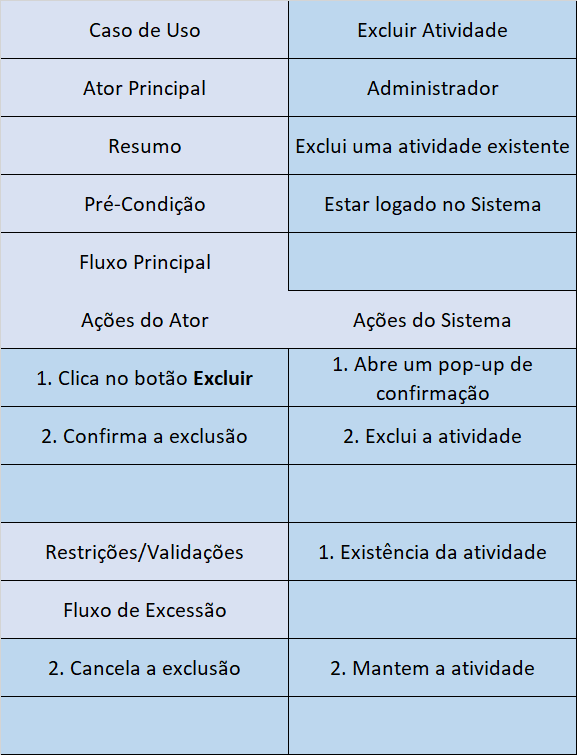 Caso de Uso
Excluir Atividade
Ator Principal
Administrador
Resumo
Exclui uma atividade existente
Pré-Condição
Estar logado no Sistema
Fluxo Principal
Ações do Ator
Ações do Sistema
1. Clica no botão Excluir
1. Abre um pop-up de
confirmação
2. Confirma a exclusão
2. Exclui a atividade
Restrições/Validações
1. Existência da atividade
Fluxo de Excessão
2. Cancela a exclusão
2. Mantem a atividade